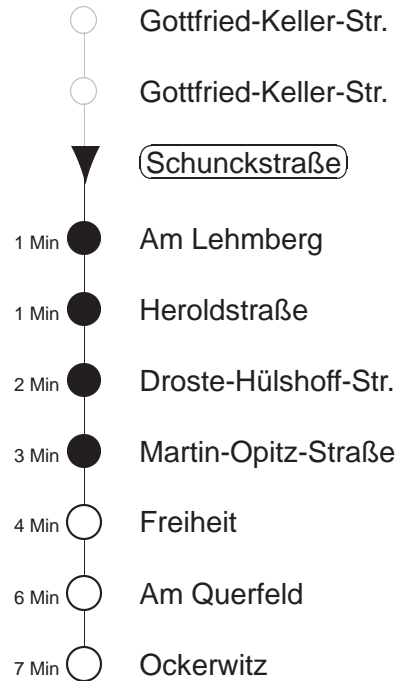 Gottfried-Keller-Str.
Gottfried-Keller-Str.
Schunckstraße
1 Min Am Lehmberg
1 Min Heroldstraße
2 Min Droste-Hülshoff-Str.
3 Min Martin-Opitz-Straße
4 Min Freiheit
6 Min Am Querfeld
7 Min Ockerwitz